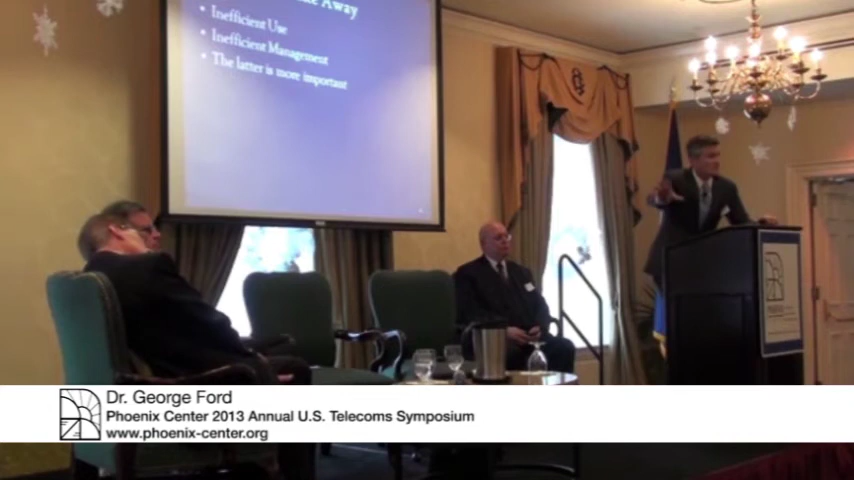 Away
• Inefficient Use
• Inefficient Management
• The latter is more important
Dr. George Ford
Phoenix Center 2013 Annual U.S. Telecoms Symposium
www.phoenix-center.org